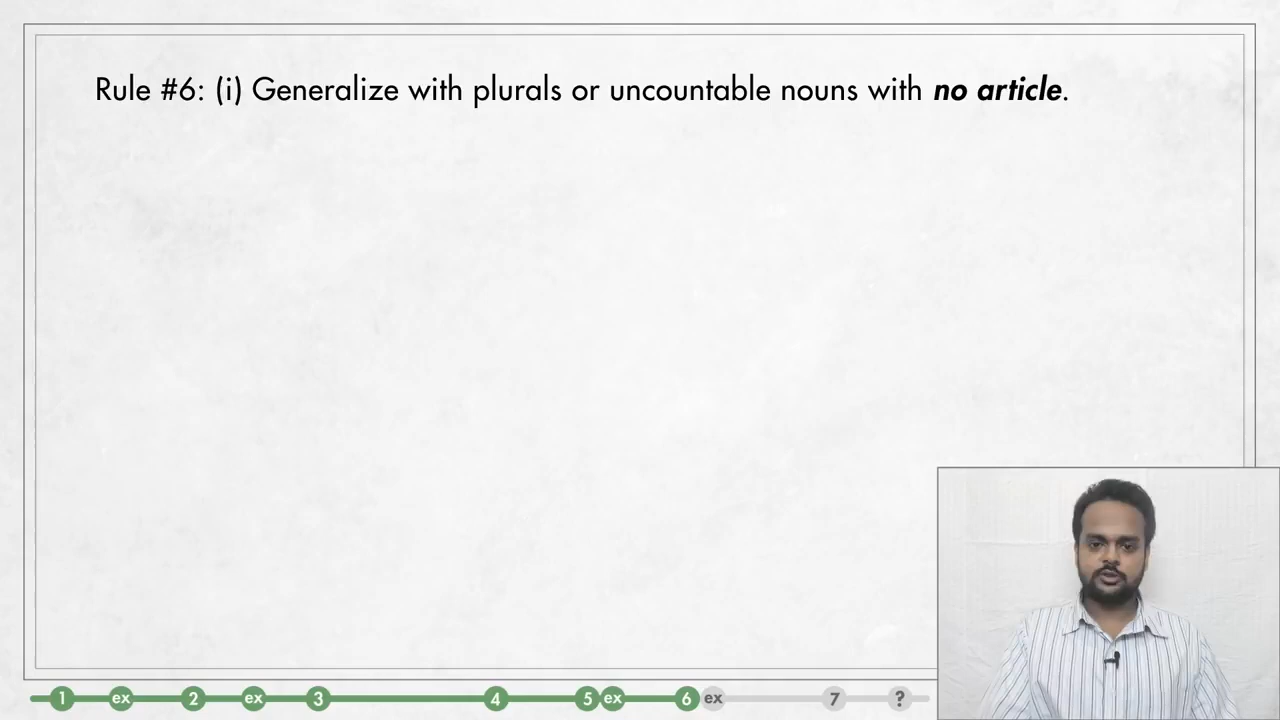 Rule #6: (i) Generalize with plurals or uncountable nouns with no article.
1 ex 2 ex 3 4 5 ex 6 ex 7 ?